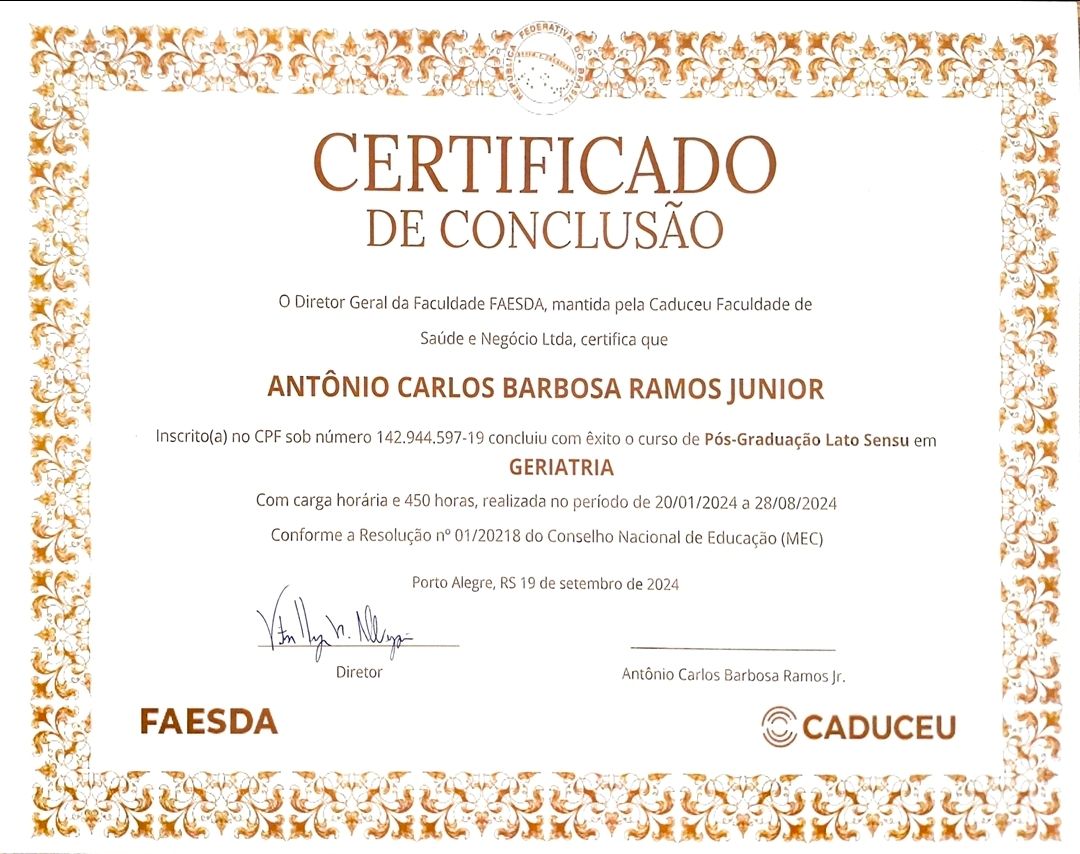 REPÚBLICA FEDERATIVA DO BRASIL
CERTIFICADO
DE CONCLUSÃO
O Diretor Geral da Faculdade FAESDA, mantida pela Caduceu Faculdade de
Saúde e Negócio Ltda, certifica que
ANTÔNIO CARLOS BARBOSA RAMOS JUNIOR
Inscrito(a) no CPF sob número 142.944.597-19 concluiu com êxito o curso de Pós-Graduação Lato Sensu em
GERIATRIA
Com carga horária e 450 horas, realizada no período de 20/01/2024 a 28/08/2024
Conforme a Resolução nº 01/20218 do Conselho Nacional de Educação (MEC)
Porto Alegre, RS 19 de setembro de 2024
Diretor
Antônio Carlos Barbosa Ramos Jr.
FAESDA
CADUCEU